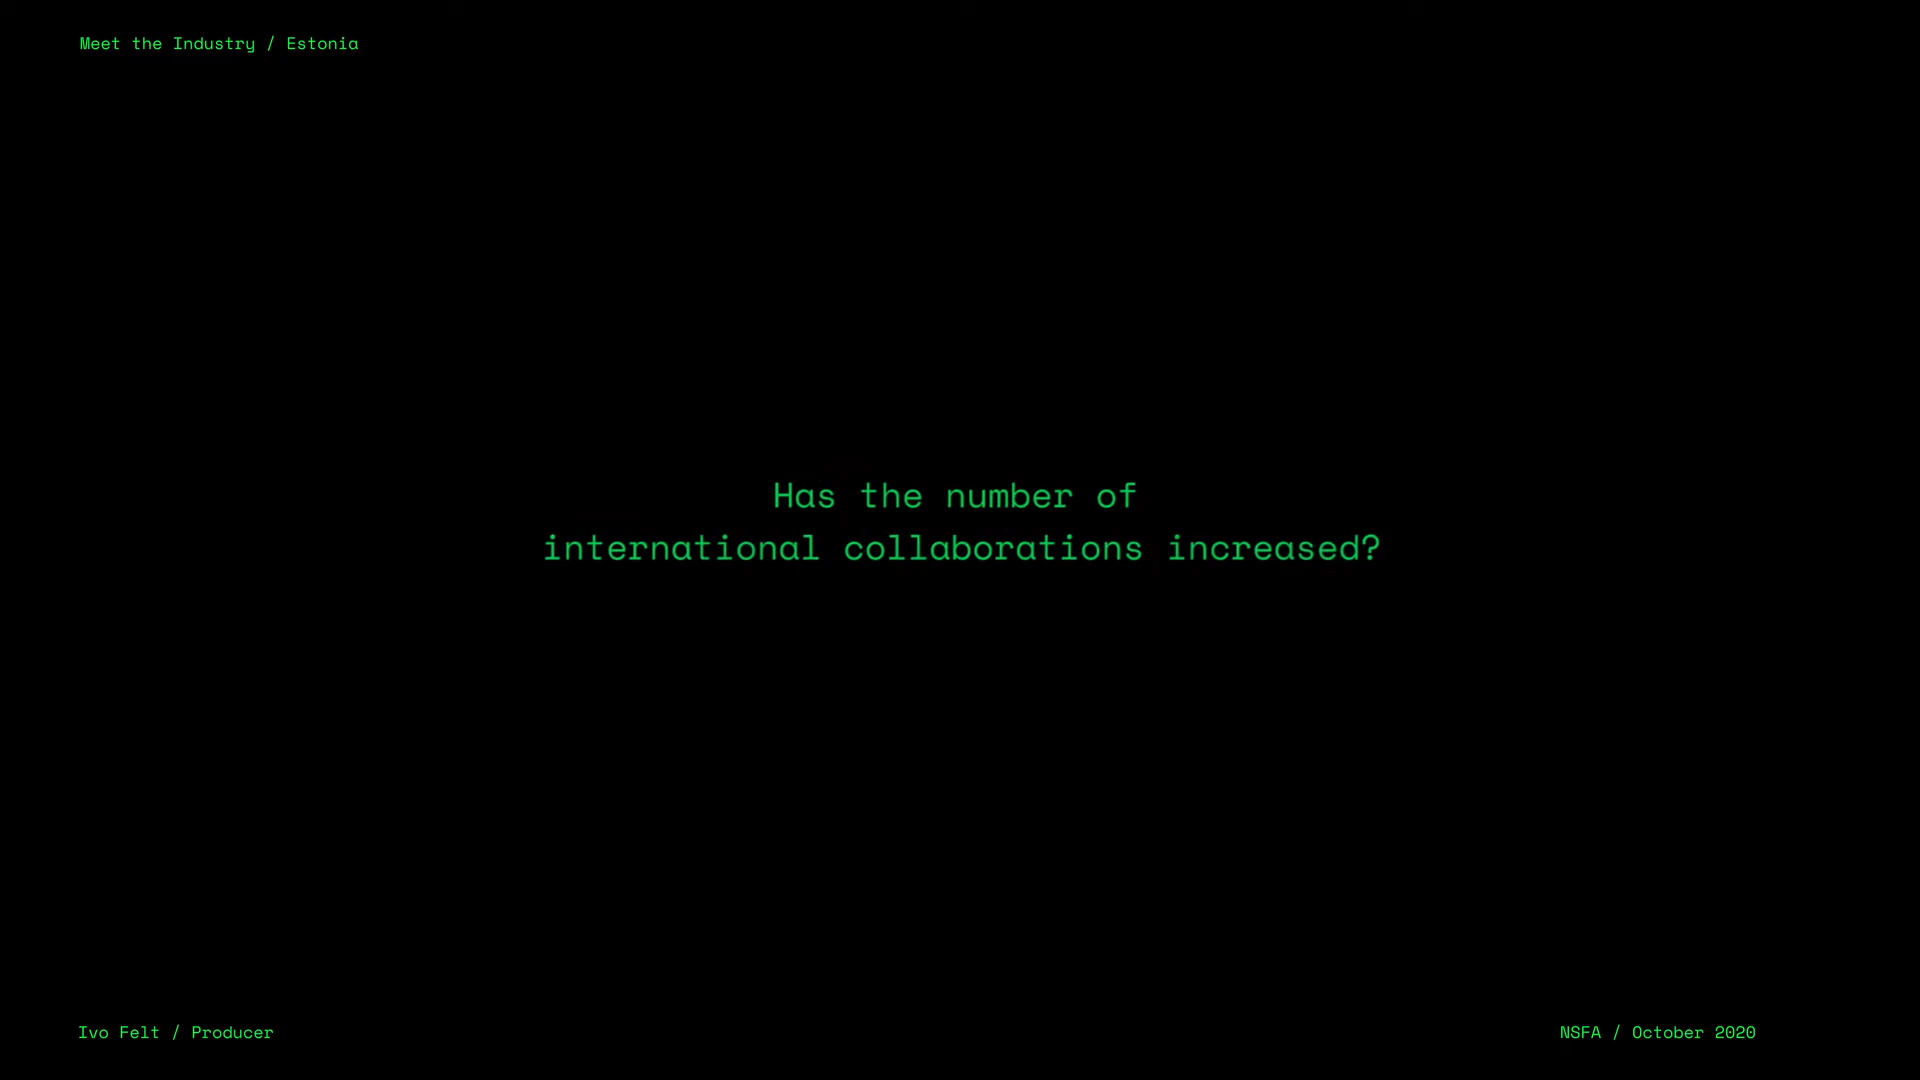 Meet the Industry / Estonia
Has the number of
international collaborations increased?
Ivo Felt / Producer
NSFA / October 2020